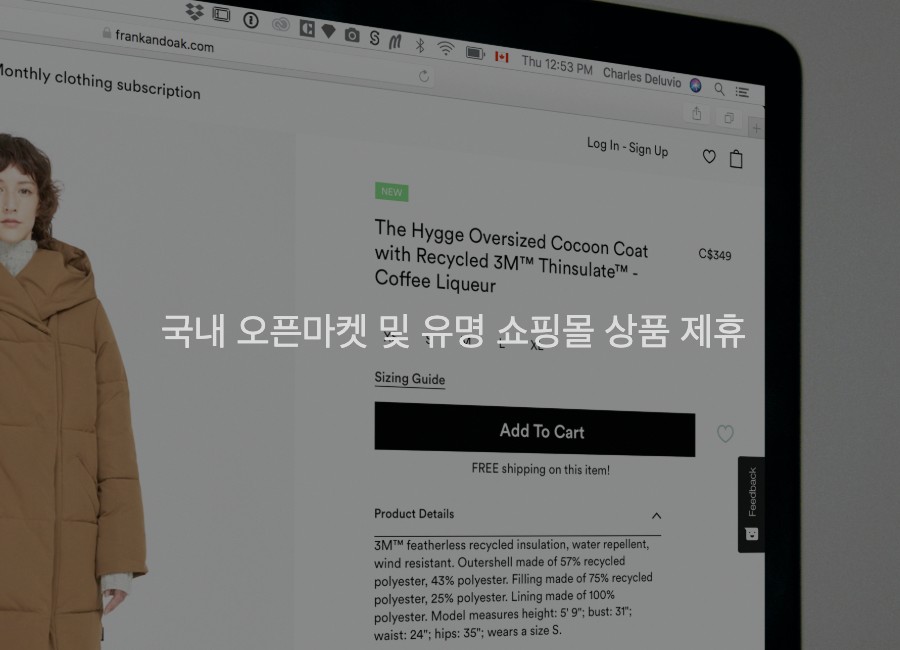 frankandoak.com
Thu 12:53 PM Charles Deluvio
Monthly clothing subscription
Log In - Sign Up
NEW
The Hygge Oversized Cocoon Coat
with Recycled 3M™ Thinsulate™ -
Coffee Liqueur
C$349
국내 오픈마켓 및 유명 쇼핑몰 상품 제휴
Sizing Guide
Add To Cart
FREE shipping on this item!
Feedback
Product Details
3M™ featherless recycled insulation, water repellent,
wind resistant. Outershell made of 57% recycled
polyester, 43% polyester. Filling made of 75% recycled
polyester, 25% polyester. Lining made of 100%
polyester. Model measures height: 5' 9"; bust: 31";
waist: 24"; hips: 35"; wears a size S.